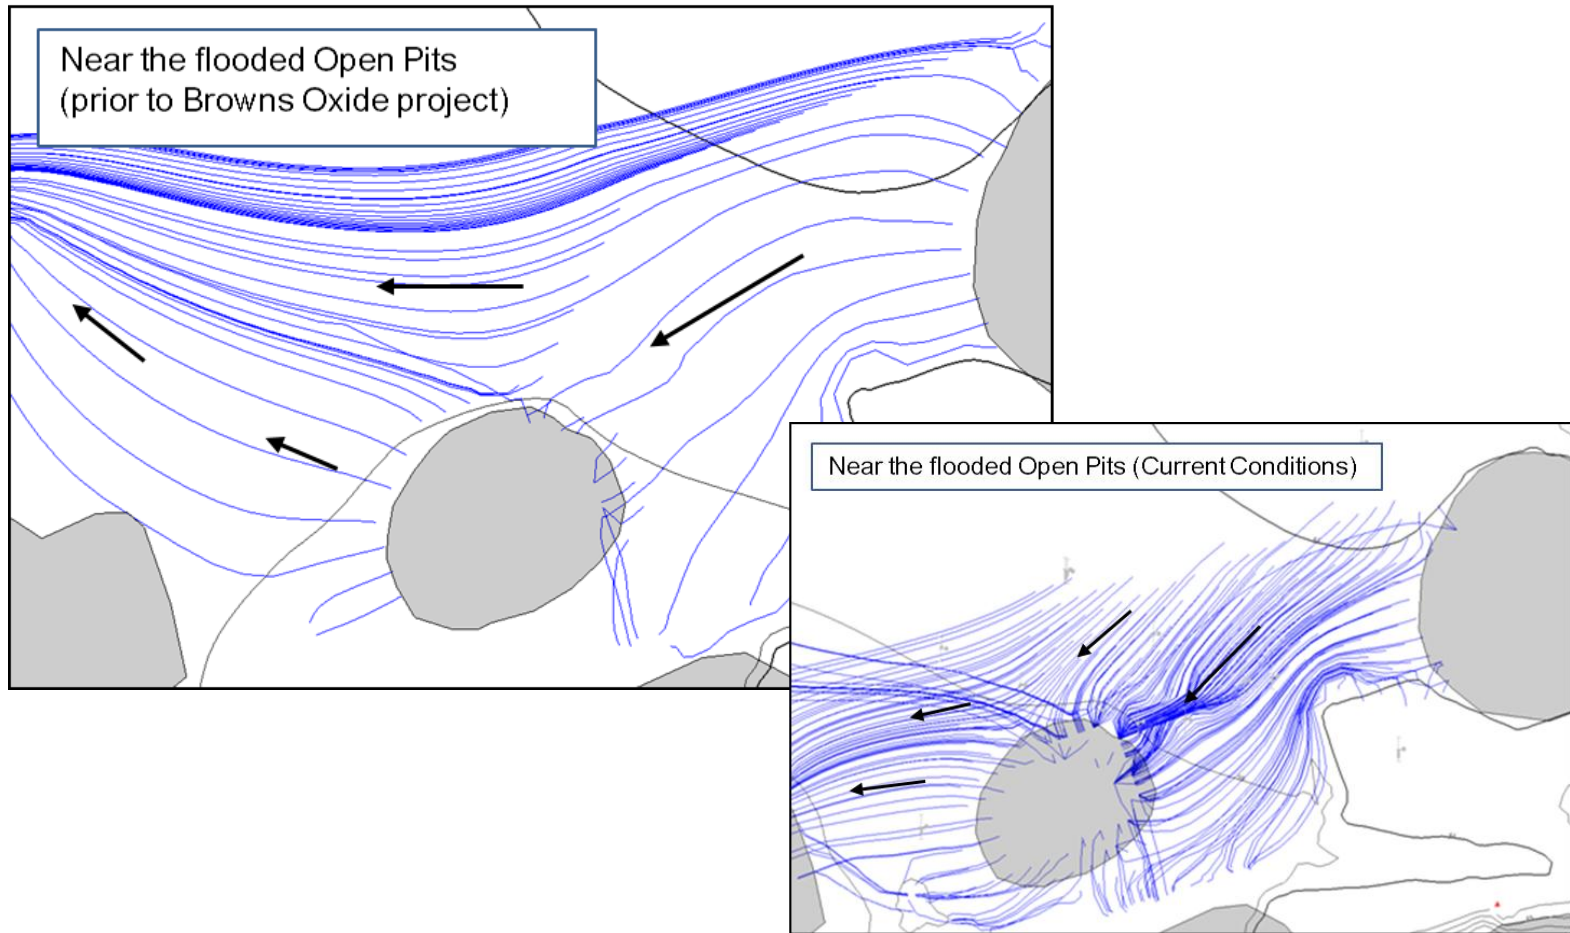 Near the flooded Open Pits
(prior to Browns Oxide project)
Near the flooded Open Pits (Current Conditions)